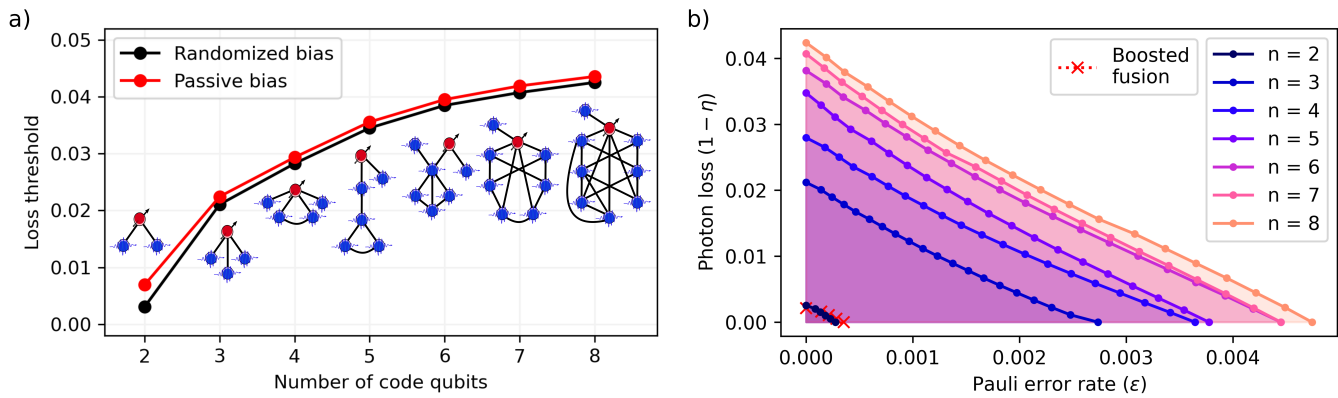 a)
Loss threshold
0.05
0.04
0.03
0.02
0.01
0.00
Randomized bias
Passive bias
2 3 4 5 6 7 8
Number of code qubits
b)
Photon loss (1 − η)
0.04
0.03
0.02
0.01
0.00
Boosted
fusion
n = 2
n = 3
n = 4
n = 5
n = 6
n = 7
n = 8
0.000 0.001 0.002 0.003 0.004
Pauli error rate (ε)